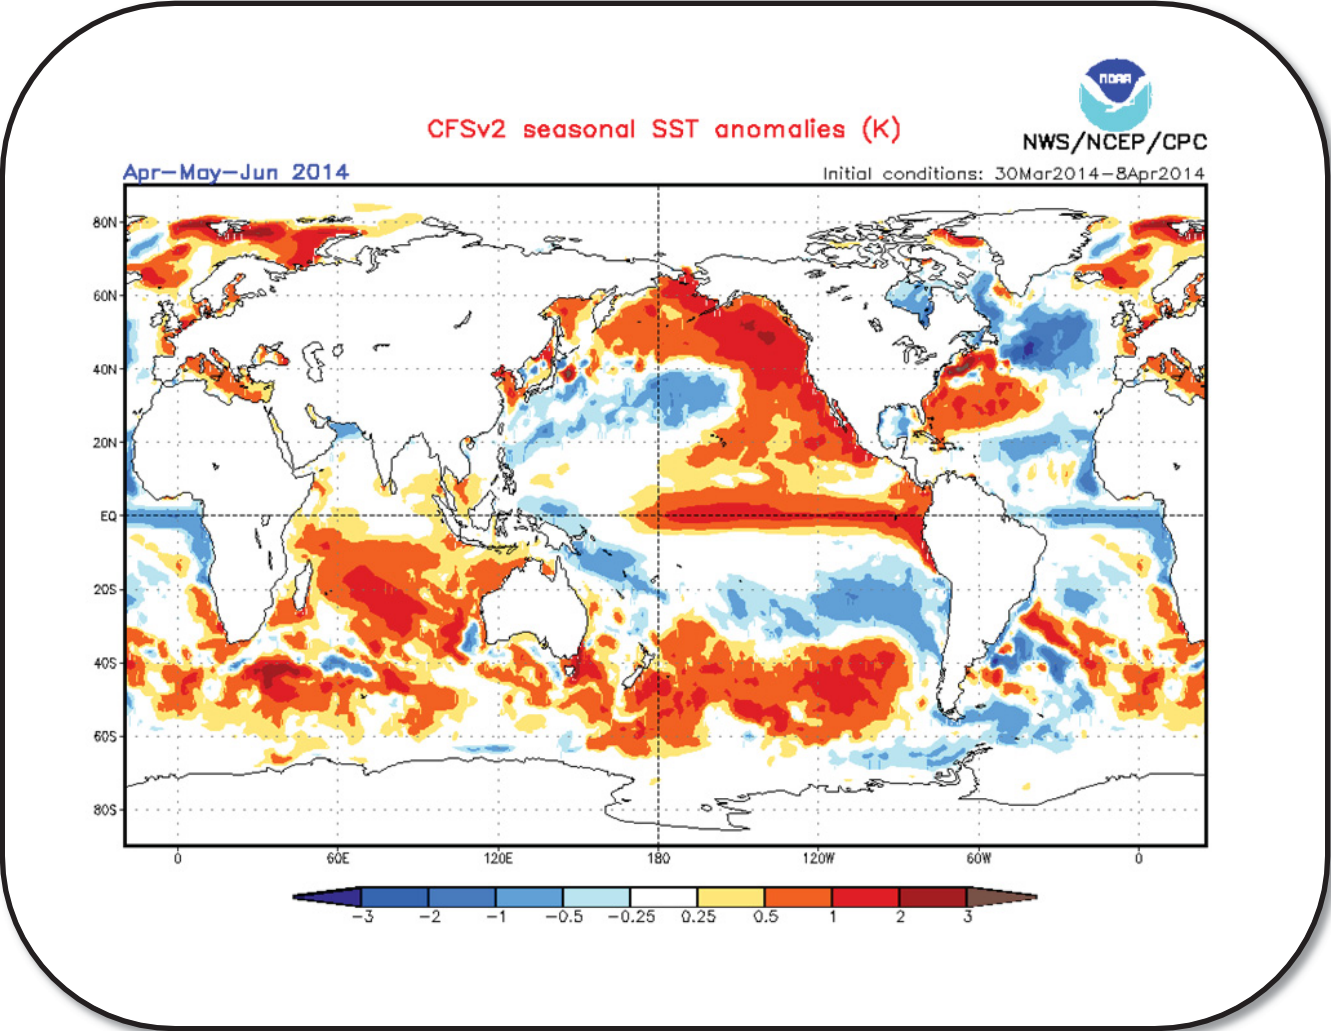 NOAA
CFSv2 seasonal SST anomalies (K)
NWS/NCEP/CPC
Apr-May-Jun 2014
Initial conditions: 30Mar2014-8Apr2014
80N
60N
40N
20N
EQ
20S
40S
60S
80S
0 60E 120E 180 120W 60W 0
-3 -2 -1 -0.5 -0.25 0.25 0.5 1 2 3